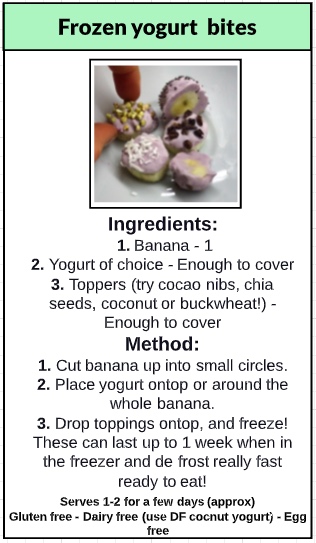 Frozen yogurt bites
Ingredients:
1. Banana - 1
2. Yogurt of choice - Enough to cover
3. Toppers (try cocao nibs, chia
seeds, coconut or buckwheat!) -
Enough to cover
Method:
1. Cut banana up into small circles.
2. Place yogurt ontop or around the
whole banana.
3. Drop toppings ontop, and freeze!
These can last up to 1 week when in
the freezer and de frost really fast
ready to eat!
Serves 1-2 for a few days (approx)
Gluten free - Dairy free (use DF cocnut yogurt) - Egg
free